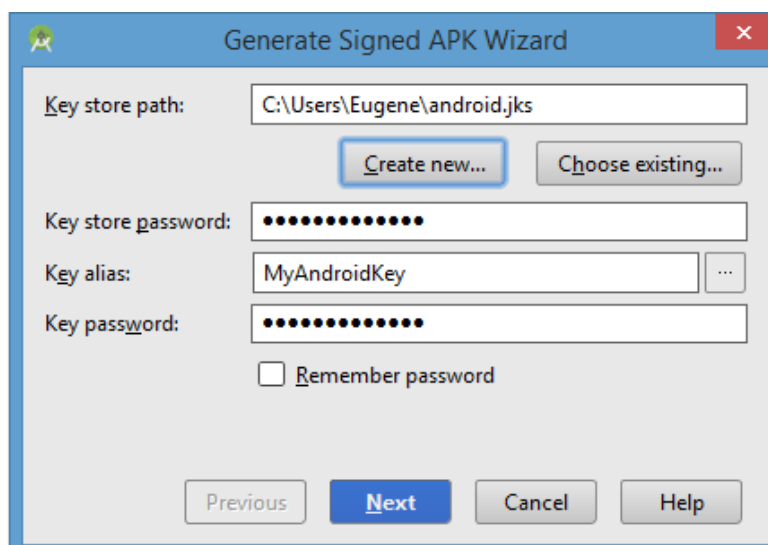 Generate Signed APK Wizard
Key store path: C:\Users\Eugene\android.jks
Create new... Choose existing...
Key store password: •••••••••••••
Key alias: MyAndroidKey ...
Key password: •••••••••••••
Remember password
Previous Next Cancel Help